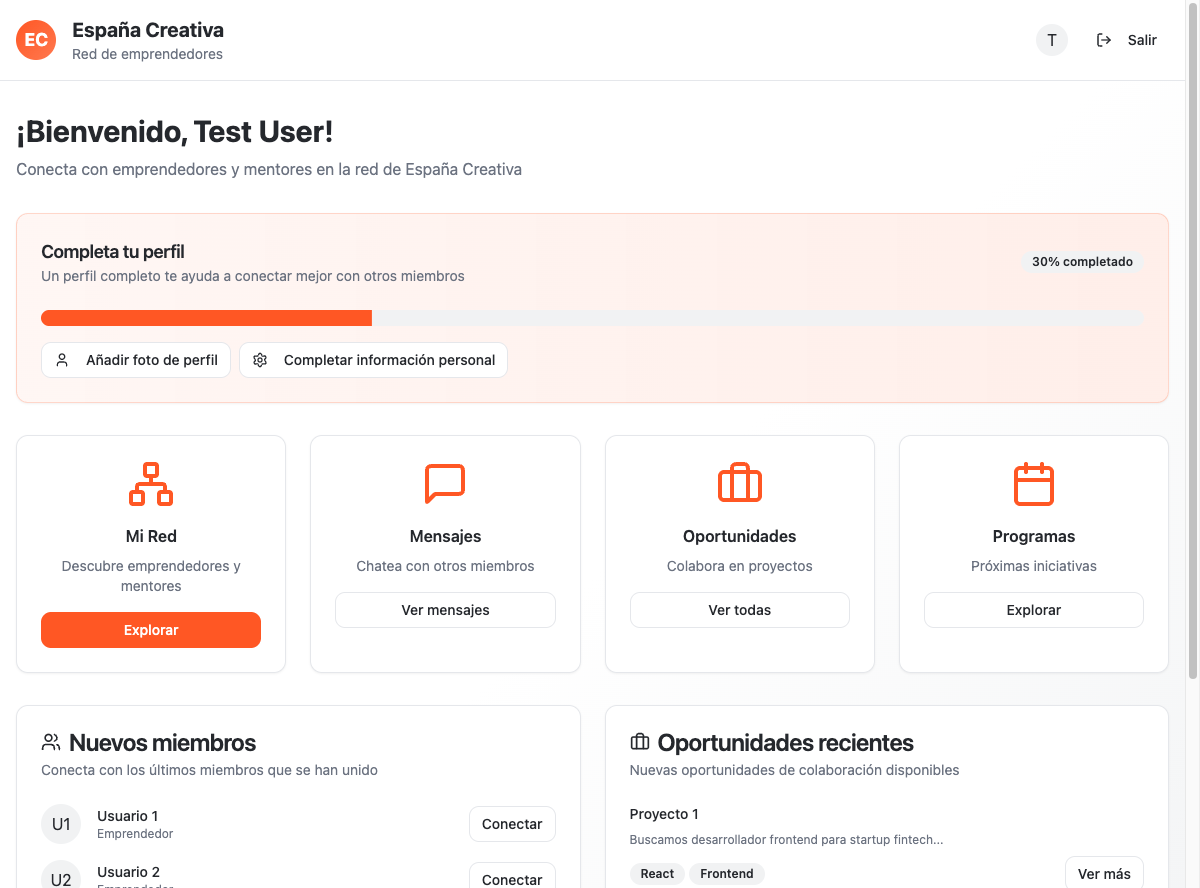 EC
España Creativa
Red de emprendedores
T
Salir
¡Bienvenido, Test User!
Conecta con emprendedores y mentores en la red de España Creativa
Completa tu perfil
Un perfil completo te ayuda a conectar mejor con otros miembros
30% completado
Añadir foto de perfil
Completar información personal
Mi Red
Descubre emprendedores y
mentores
Explorar
Mensajes
Chatea con otros miembros
Ver mensajes
Oportunidades
Colabora en proyectos
Ver todas
Programas
Próximas iniciativas
Explorar
Nuevos miembros
Conecta con los últimos miembros que se han unido
U1
Usuario 1
Emprendedor
Conectar
U2
Usuario 2
Emprendedor
Conectar
Oportunidades recientes
Nuevas oportunidades de colaboración disponibles
Proyecto 1
Buscamos desarrollador frontend para startup fintech...
React
Frontend
Ver más